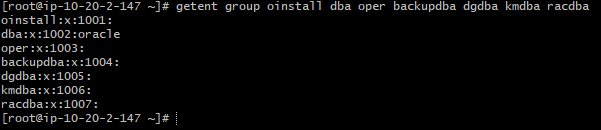 [root@ip-10-20-2-147 ~]# getent group oinstall dba oper backupdba dgdba kmdba racdba
oinstall:x:1001:
dba:x:1002:oracle
oper:x:1003:
backupdba:x:1004:
dgdba:x:1005:
kmdba:x:1006:
racdba:x:1007:
[root@ip-10-20-2-147 ~]#